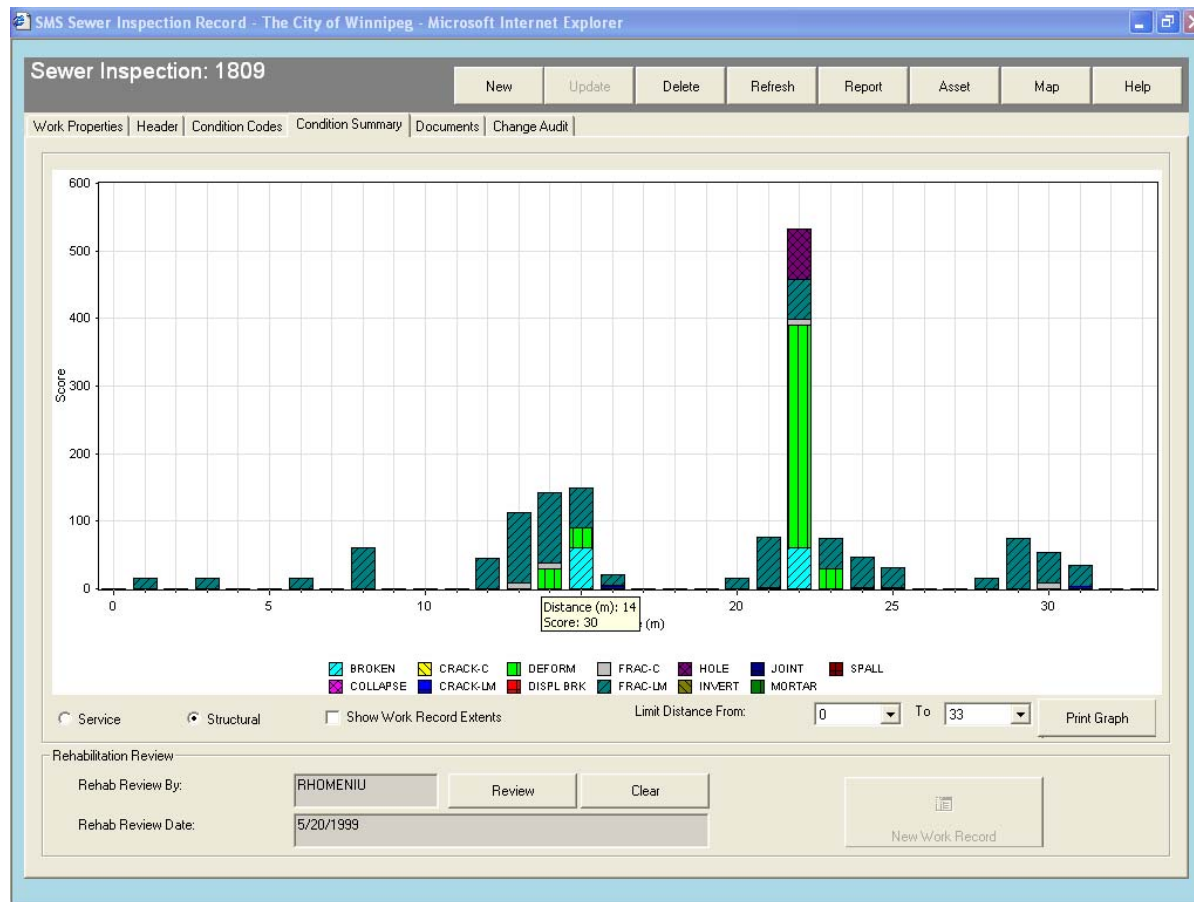 SMS Sewer Inspection Record - The City of Winnipeg - Microsoft Internet Explorer
Sewer Inspection: 1809
New Update Delete Refresh Report Asset Map Help
Work Properties Header Condition Codes Condition Summary Documents Change Audit
600
500
400
300
200
100
0
Score
0 5 10 20 25 30
Distance (m): 14
Score: 30
(m)
BROKEN CRACK-C DEFORM FRAC-C HOLE JOINT SPALL
COLLAPSE CRACK-LM DISPL BRK FRAC-LM INVERT MORTAR
Service Structural Show Work Record Extents Limit Distance From: 0 To 33 Print Graph
Rehabilitation Review
Rehab Review By: RHOMENIU Review Clear
Rehab Review Date: 5/20/1999
New Work Record